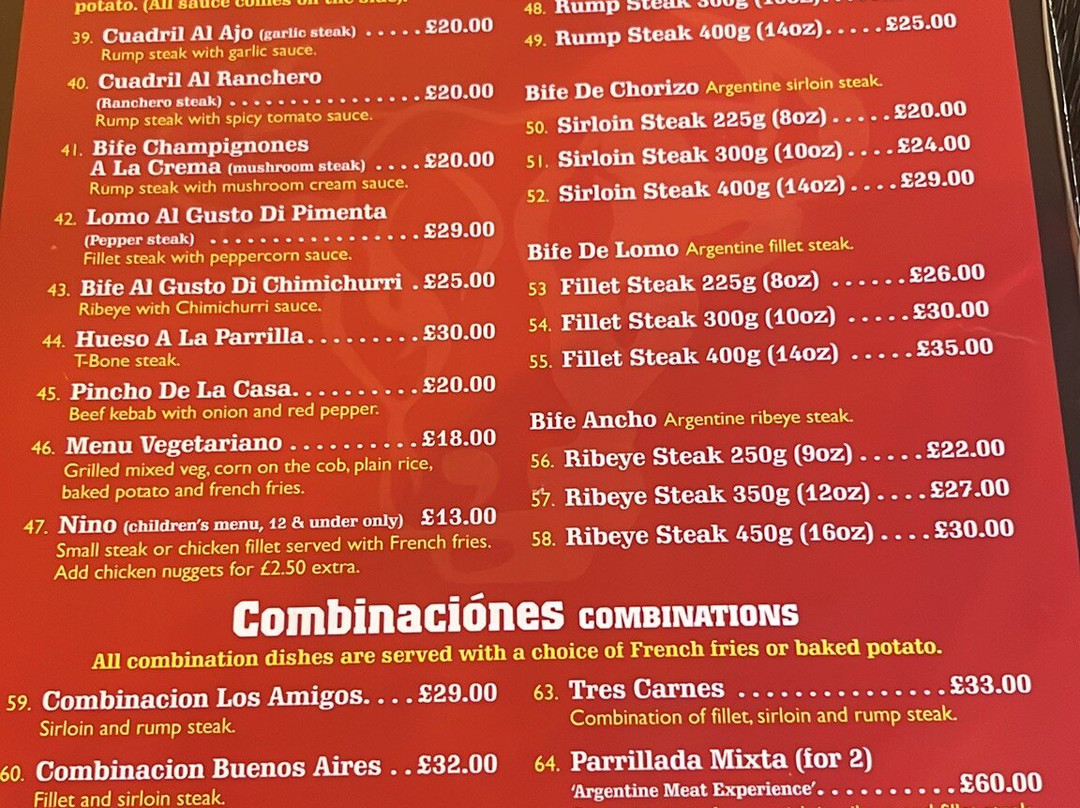 potato. (All sauce comes on the side).
39. Cuadril Al Ajo (garlic steak) .....£20.00
Rump steak with garlic sauce.
40. Cuadril Al Ranchero
(Ranchero steak) ..................£20.00
Rump steak with spicy tomato sauce.
41. Bife Champignones
A La Crema (mushroom steak) ....£20.00
Rump steak with mushroom cream sauce.
42. Lomo Al Gusto Di Pimenta
(Pepper steak) ..................£29.00
Fillet steak with peppercorn sauce.
43. Bife Al Gusto Di Chimichurri .£25.00
Ribeye with Chimichurri sauce.
44. Hueso A La Parrilla.........£30.00
T-Bone steak.
45. Pincho De La Casa..........£20.00
Beef kebab with onion and red pepper.
46. Menu Vegetariano ..........£18.00
Grilled mixed veg, corn on the cob, plain rice,
baked potato and french fries.
47. Nino (children's menu, 12 & under only) £13.00
Small steak or chicken fillet served with French fries.
Add chicken nuggets for £2.50 extra.
48. Rump Steak 300g
49. Rump Steak 400g (14oz).....£25.00
Bife De Chorizo Argentine sirloin steak.
50. Sirloin Steak 225g (8oz).....£20.00
51. Sirloin Steak 300g (10oz)....£24.00
52. Sirloin Steak 400g (14oz)....£29.00
Bife De Lomo Argentine fillet steak.
53 Fillet Steak 225g (8oz) ......£26.00
54. Fillet Steak 300g (10oz) .....£30.00
55. Fillet Steak 400g (14oz) .....£35.00
Bife Ancho Argentine ribeye steak.
56. Ribeye Steak 250g (9oz).....£22.00
57. Ribeye Steak 350g (12oz)....£27.00
58. Ribeye Steak 450g (16oz)....£30.00
Combinaciónes COMBINATIONS
All combination dishes are served with a choice of French fries or baked potato.
59. Combinacion Los Amigos....£29.00
Sirloin and rump steak.
60. Combinacion Buenos Aires ..£32.00
Fillet and sirloin steak.
63. Tres Carnes ................£33.00
Combination of fillet, sirloin and rump steak.
64. Parrillada Mixta (for 2)
'Argentine Meat Experience'...........£60.00